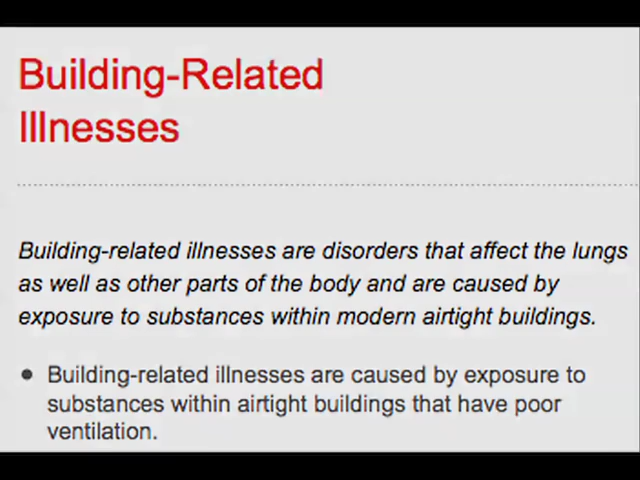 Building-Related
Illnesses
Building-related illnesses are disorders that affect the lungs
as well as other parts of the body and are caused by
exposure to substances within modern airtight buildings.
● Building-related illnesses are caused by exposure to
substances within airtight buildings that have poor
ventilation.